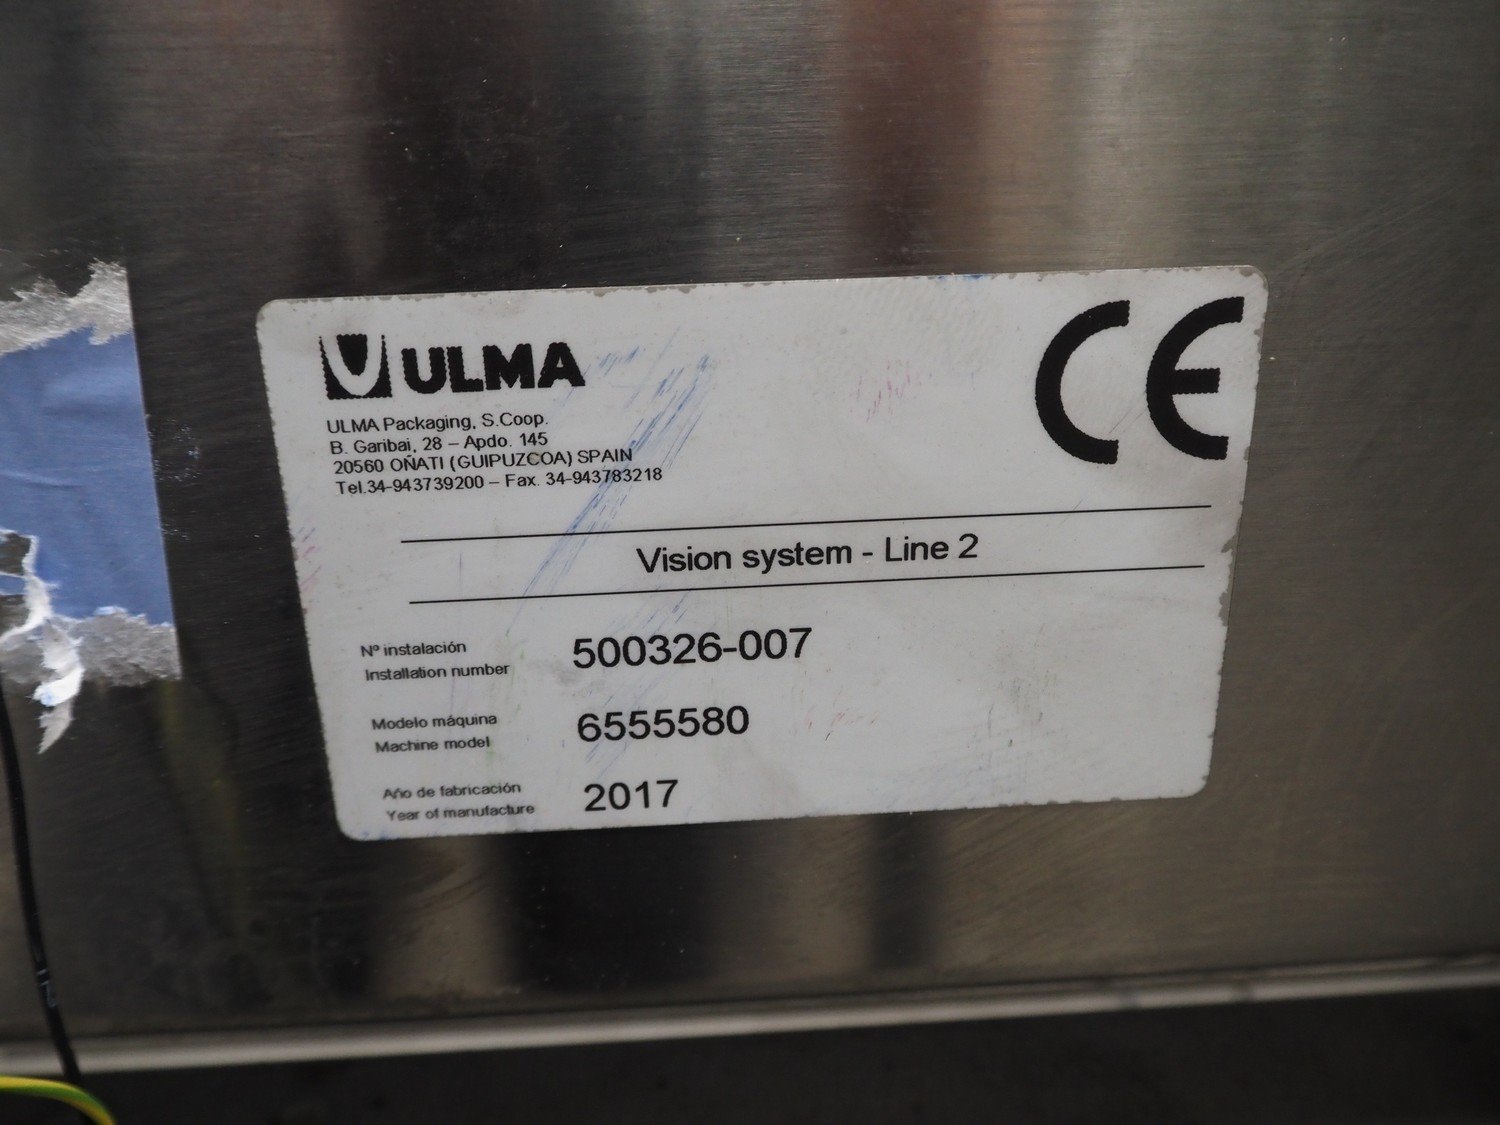 ULMA
CE
ULMA Packaging, S.Coop.
B. Garibai, 28 – Apdo. 145
20560 OÑATI (GUIPUZCOA) SPAIN
Tel.34-943739200 – Fax. 34-943783218
Vision system - Line 2
Nº instalación
Installation number
500326-007
Modelo máquina
Machine model
6555580
Año de fabricación
Year of manufacture
2017